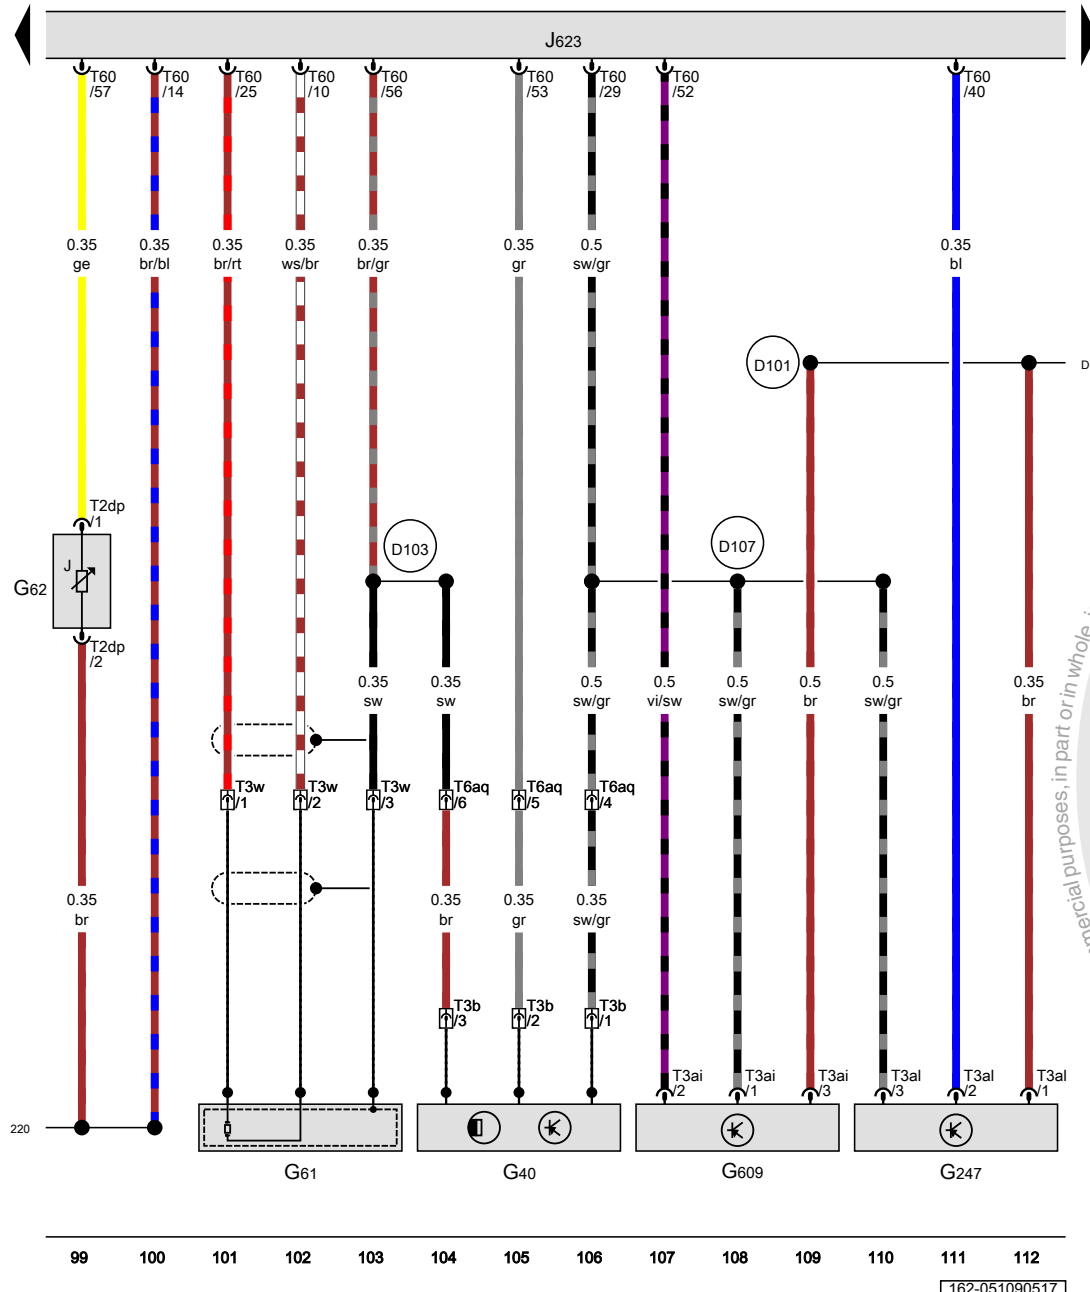 J623
T60 T60 T60 T60 T60 T60 T60 T60 T60
/57 /14 /25 /10 /56 /53 /29 /52 /40
0.35 0.35 0.35 0.35 0.35 0.35 0.5 0.35
ge br/bl br/rt ws/br br/gr gr sw/gr bl
D101
D
T2dp
/1
D103 D107
J
G62
T2dp
/2
0.35 0.35 0.5 0.5 0.5 0.5 0.5 0.35
sw sw sw/gr vi/sw sw/gr br sw/gr br
T3w T3w T3w T6aq T6aq T6aq
/1 /2 /3 /6 /5 /4
0.35 0.35 0.35 0.35
br br gr sw/gr
T3b T3b T3b
/3 /2 /1
T3ai T3ai T3ai T3al T3al T3al
/2 /1 /3 /3 /2 /1
220
G61 G40 G609 G247
99 100 101 102 103 104 105 106 107 108 109 110 111 112
162-051090517
mercial purposes, in part or in whole, i